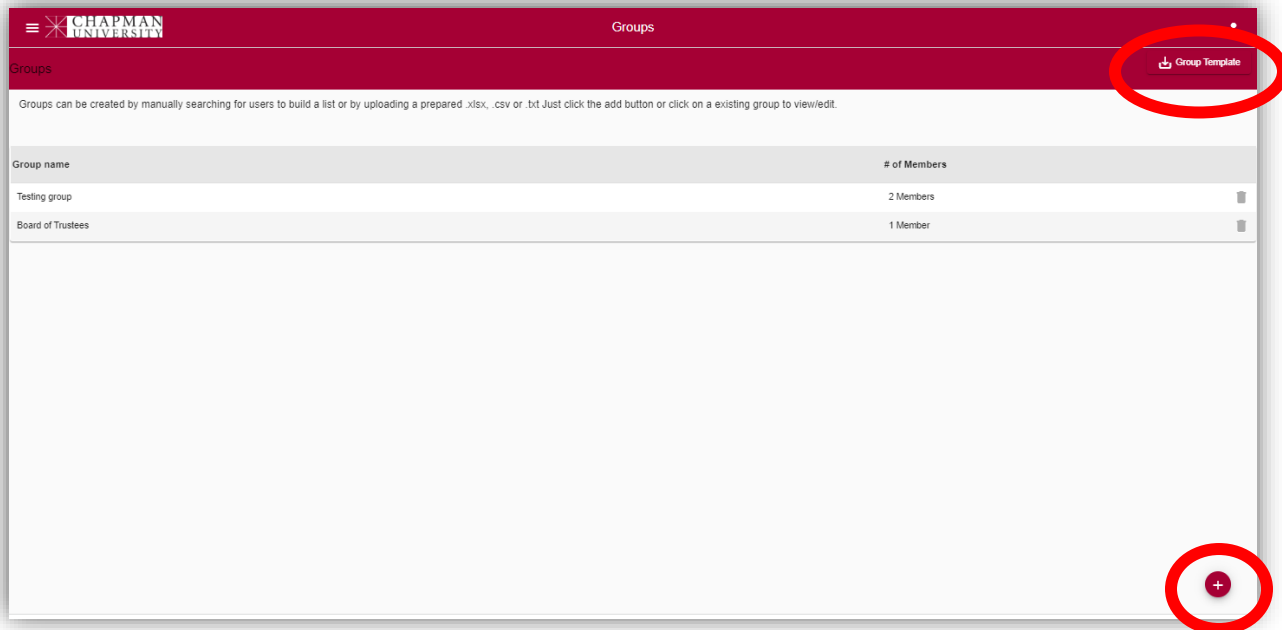 CHAPMAN
UNIVERSITY
Groups
Groups
Group Template
Groups can be created by manually searching for users to build a list or by uploading a prepared .xlsx, .csv or .txt Just click the add button or click on a existing group to view/edit.
Group name # of Members
Testing group 2 Members
Board of Trustees 1 Member
+